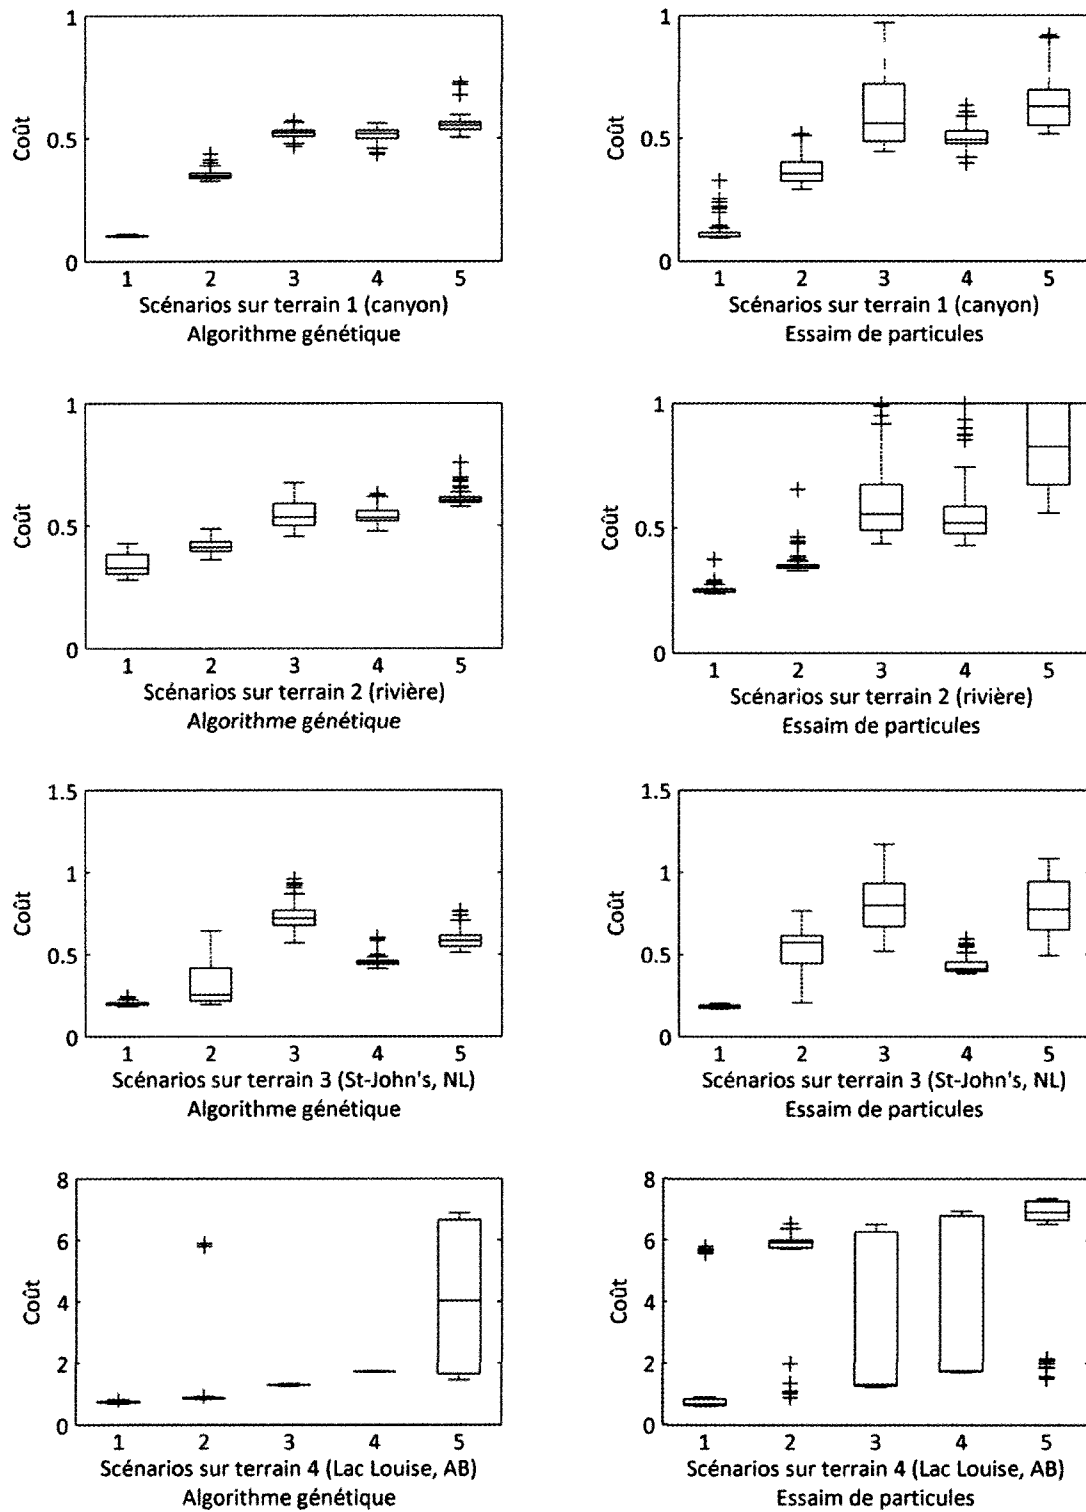 1
0.5
0
Coût
1 2 3 4 5
Scénarios sur terrain 1 (canyon)
Algorithme génétique
1
0.5
0
Coût
1 2 3 4 5
Scénarios sur terrain 1 (canyon)
Essaim de particules
1
0.5
0
Coût
1 2 3 4 5
Scénarios sur terrain 2 (rivière)
Algorithme génétique
1
0.5
0
Coût
1 2 3 4 5
Scénarios sur terrain 2 (rivière)
Essaim de particules
1.5
1
0.5
0
Coût
1 2 3 4 5
Scénarios sur terrain 3 (St-John's, NL)
Algorithme génétique
1.5
1
0.5
0
Coût
1 2 3 4 5
Scénarios sur terrain 3 (St-John's, NL)
Essaim de particules
8
6
4
2
0
Coût
1 2 3 4 5
Scénarios sur terrain 4 (Lac Louise, AB)
Algorithme génétique
8
6
4
2
0
Coût
1 2 3 4 5
Scénarios sur terrain 4 (Lac Louise, AB)
Essaim de particules